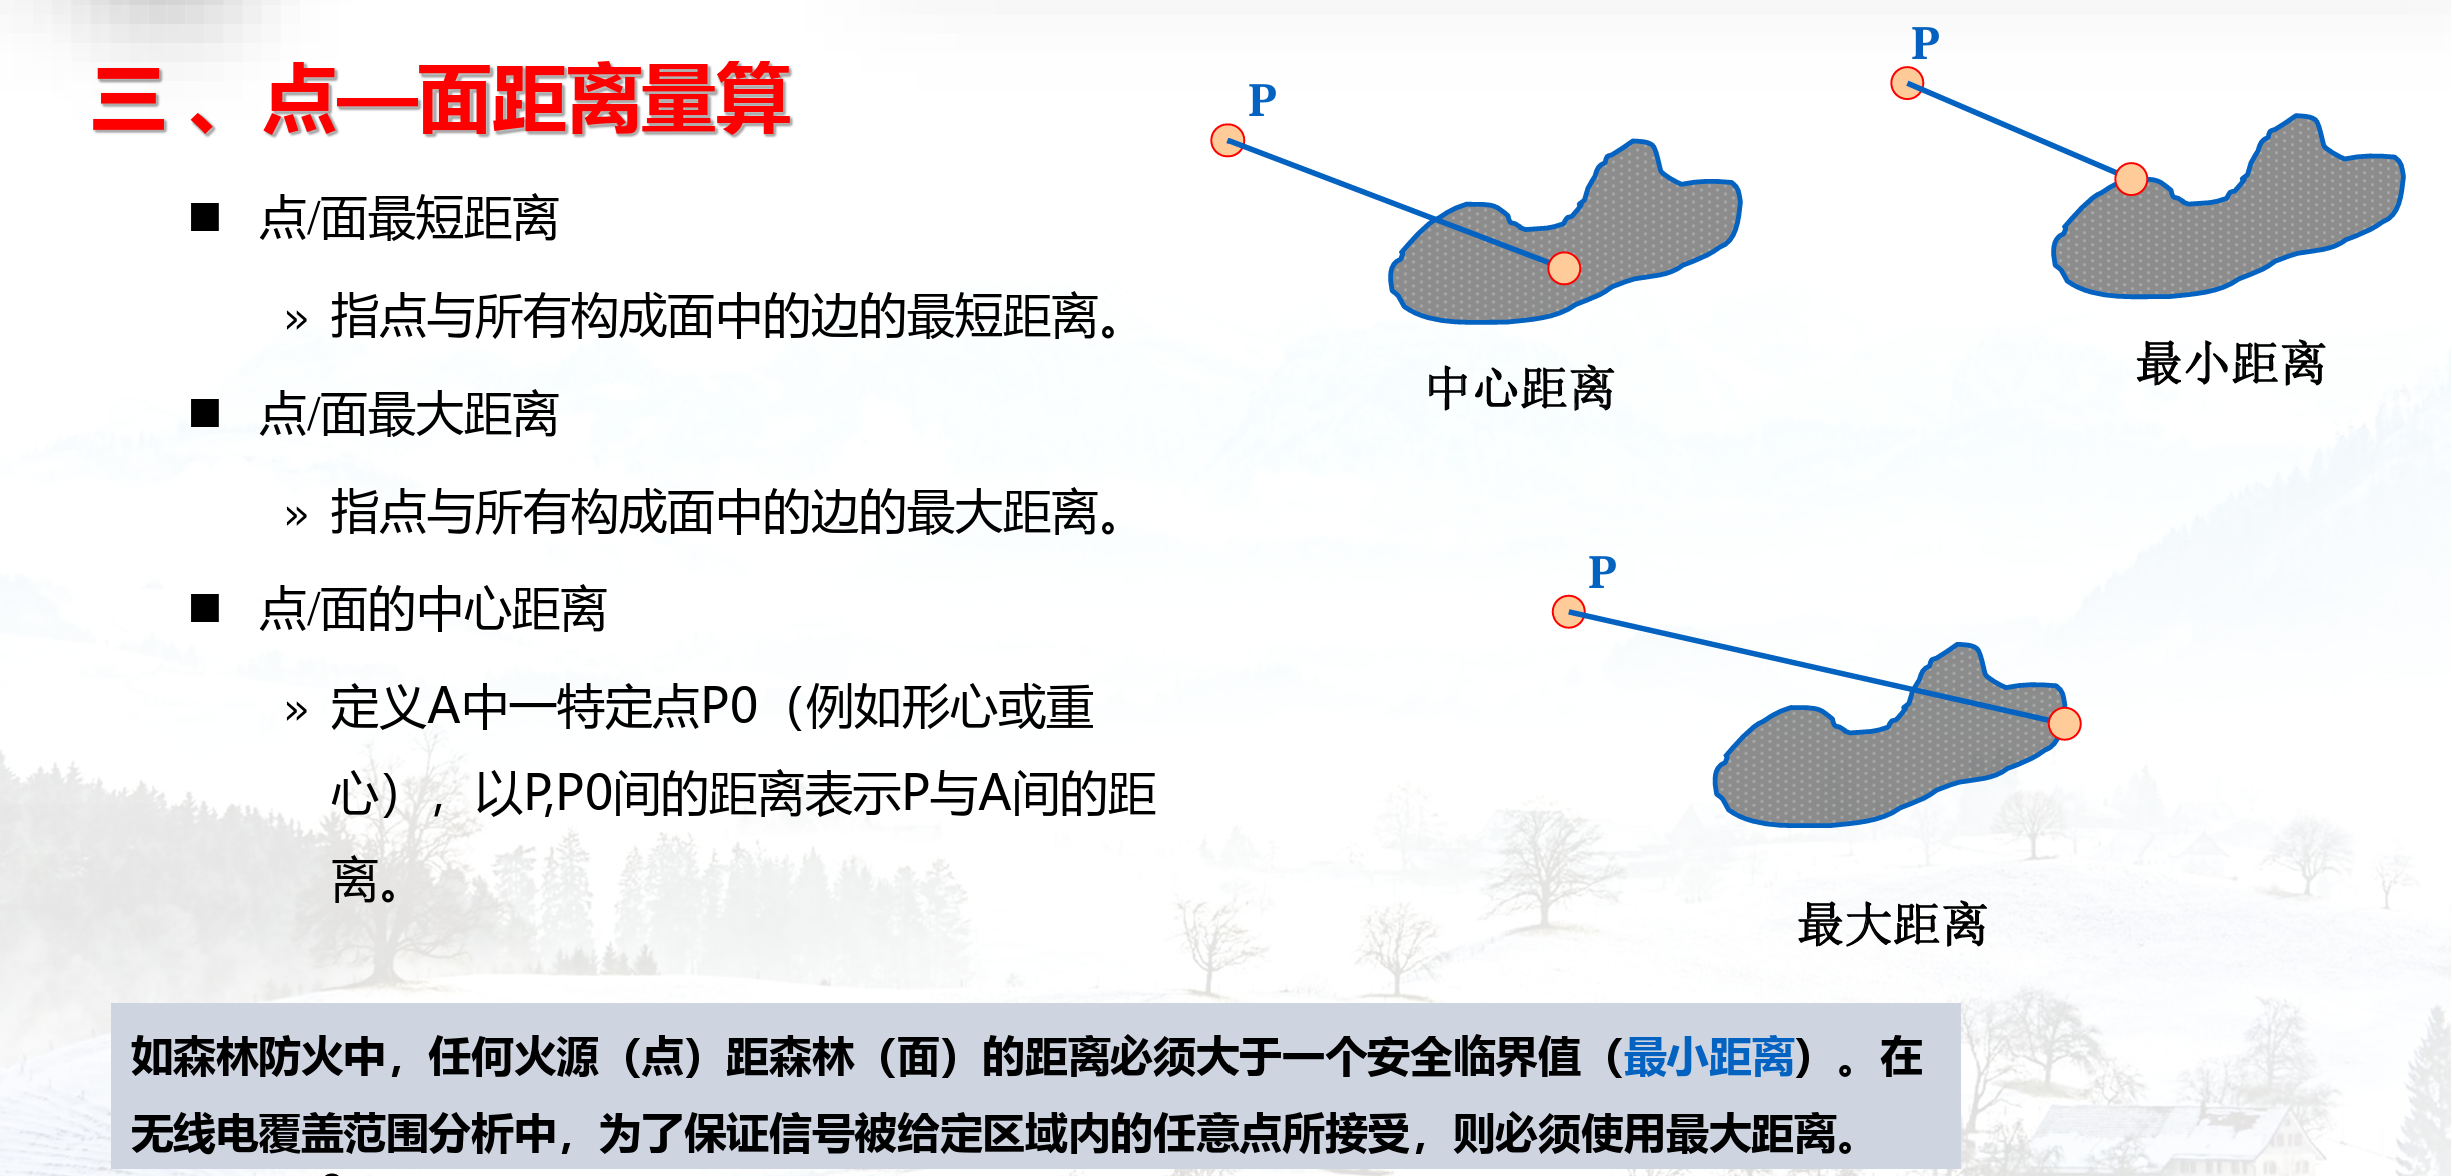 三、点—面距离量算
■ 点/面最短距离
» 指点与所有构成面中的边的最短距离。
■ 点/面最大距离
» 指点与所有构成面中的边的最大距离。
■ 点/面的中心距离
» 定义A中一特定点P0（例如形心或重
心），以P,P0间的距离表示P与A间的距
离。
P
中心距离
P
最小距离
P
最大距离
如森林防火中，任何火源（点）距森林（面）的距离必须大于一个安全临界值（最小距离）。在
无线电覆盖范围分析中，为了保证信号被给定区域内的任意点所接受，则必须使用最大距离。